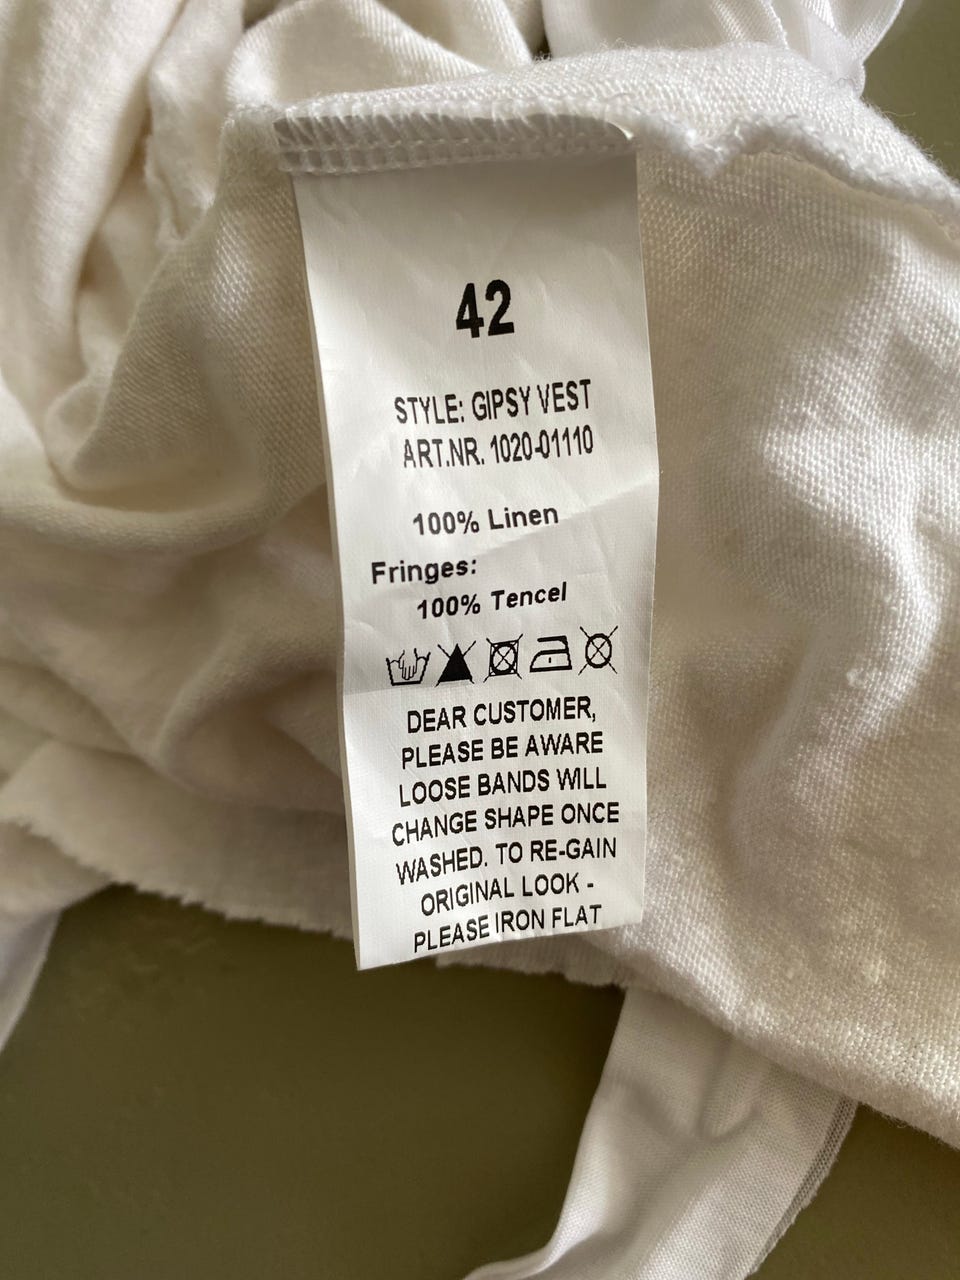 42
STYLE: GIPSY VEST
ART.NR. 1020-01110
100% Linen
Fringes:
100% Tencel
DEAR CUSTOMER,
PLEASE BE AWARE
LOOSE BANDS WILL
CHANGE SHAPE ONCE
WASHED. TO RE-GAIN
ORIGINAL LOOK -
PLEASE IRON FLAT